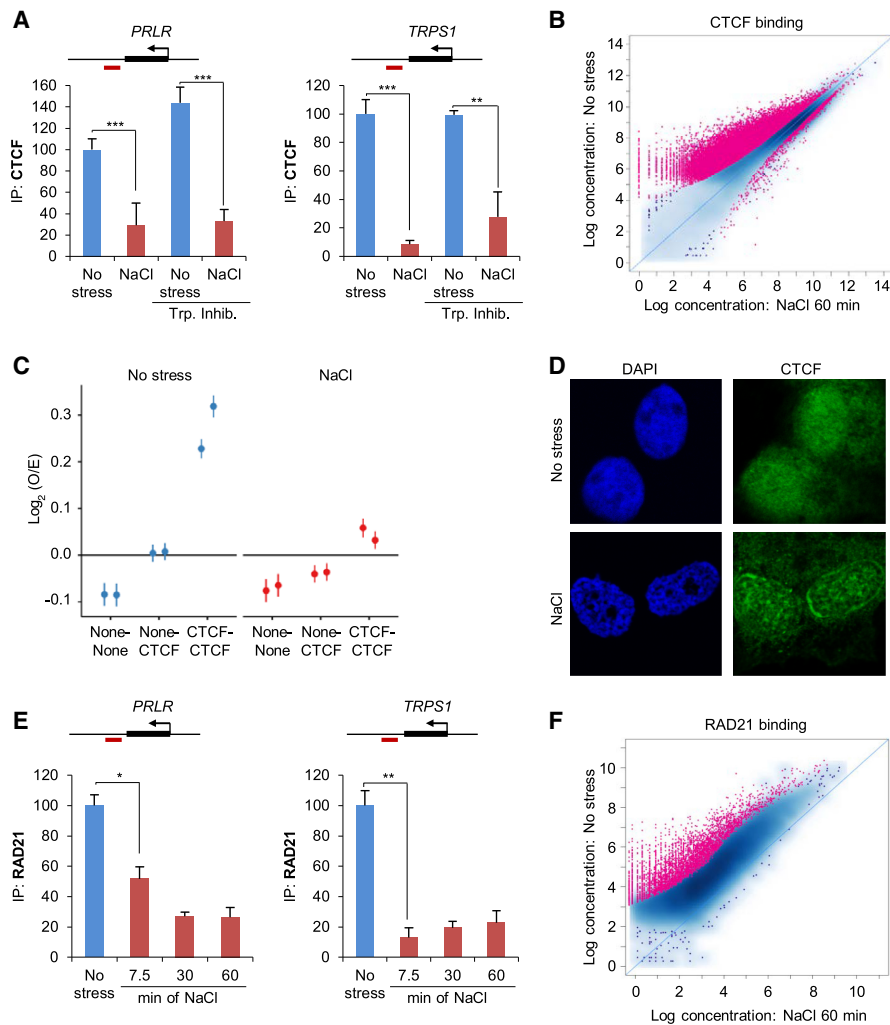 A
PRLR
TRPS1
IP: CTCF
160
140
120
100
80
60
40
20
0
***
***
No stress
NaCl
No stress
NaCl
Trp. Inhib.
IP: CTCF
120
100
80
60
40
20
0
***
**
No stress
NaCl
No stress
NaCl
Trp. Inhib.
B
CTCF binding
Log concentration: No stress
14
12
10
8
6
4
2
0
0 2 4 6 8 10 12 14
Log concentration: NaCl 60 min
C
No stress
NaCl
Log2 (O/E)
0.3
0.2
0.1
0.0
-0.1
None-None
None-CTCF
CTCF-CTCF
None-None
None-CTCF
CTCF-CTCF
D
DAPI
CTCF
No stress
NaCl
E
PRLR
TRPS1
IP: RAD21
120
100
80
60
40
20
0
*
No stress
7.5
30
60
min of NaCl
IP: RAD21
120
100
80
60
40
20
0
**
No stress
7.5
30
60
min of NaCl
F
RAD21 binding
Log concentration: No stress
10
8
6
4
2
0
0 2 4 6 8 10
Log concentration: NaCl 60 min